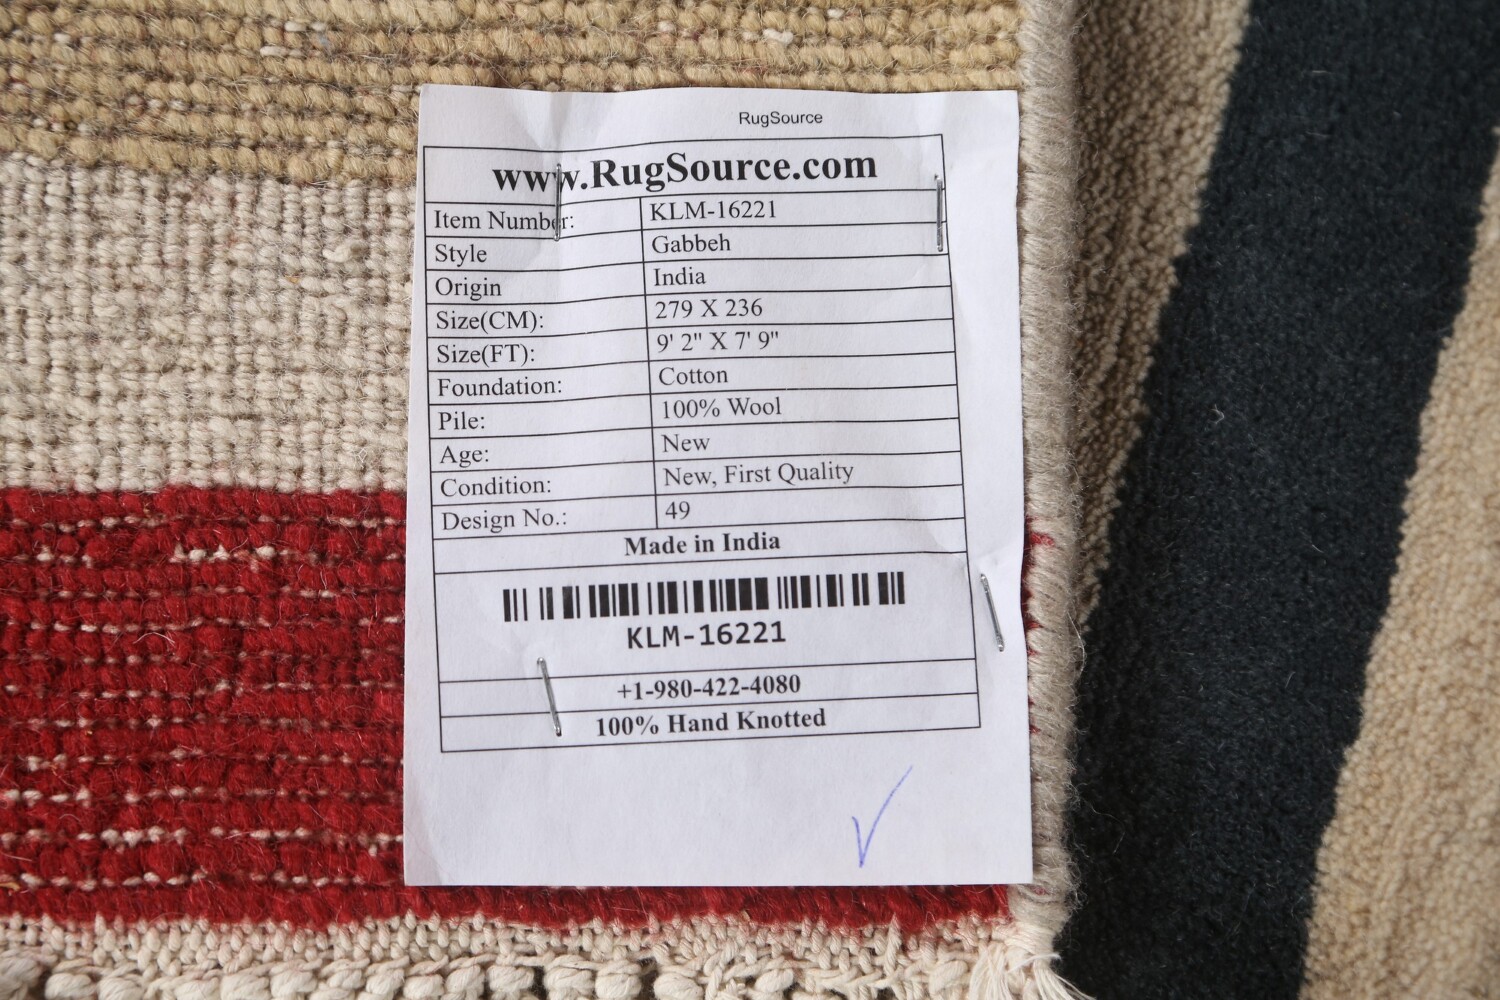 RugSource
www.RugSource.com
Item Number: KLM-16221
Style Gabbeh
Origin India
Size(CM): 279 X 236
Size(FT): 9' 2" X 7' 9"
Foundation: Cotton
Pile: 100% Wool
Age: New
Condition: New, First Quality
Design No.: 49
Made in India
KLM-16221
+1-980-422-4080
100% Hand Knotted